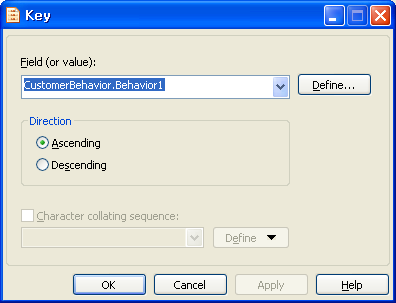 Key
Field (or value):
CustomerBehavior.Behavior1
Define...
Direction
Ascending
Descending
Character collating sequence:
Define
OK Cancel Apply Help